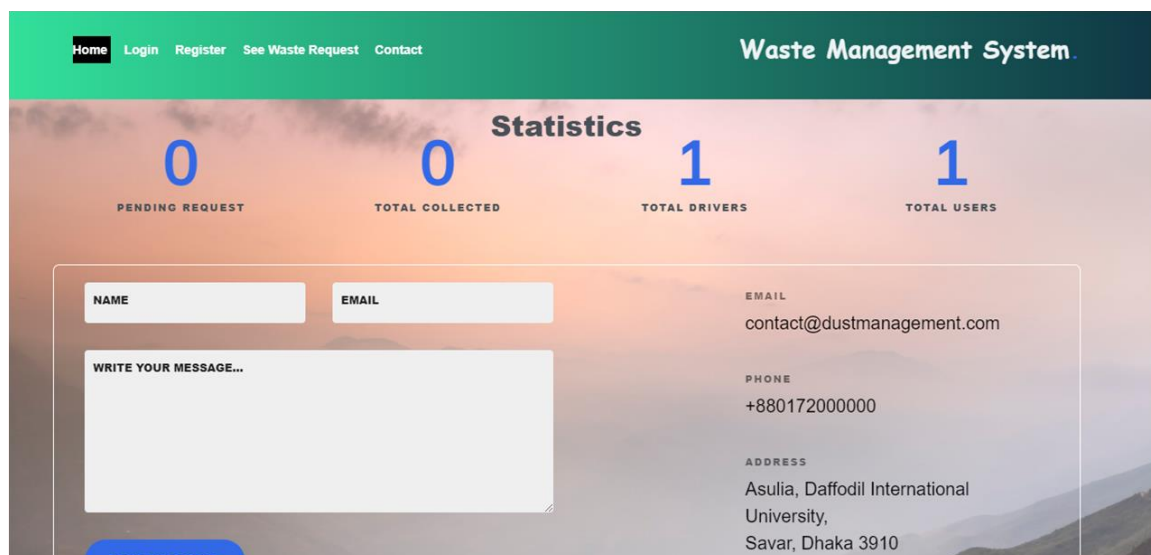 Home Login Register See Waste Request Contact
Waste Management System.
Statistics
0 0 1 1
PENDING REQUEST TOTAL COLLECTED TOTAL DRIVERS TOTAL USERS
NAME EMAIL
WRITE YOUR MESSAGE...
EMAIL
contact@dustmanagement.com
PHONE
+880172000000
ADDRESS
Asulia, Daffodil International
University,
Savar, Dhaka 3910